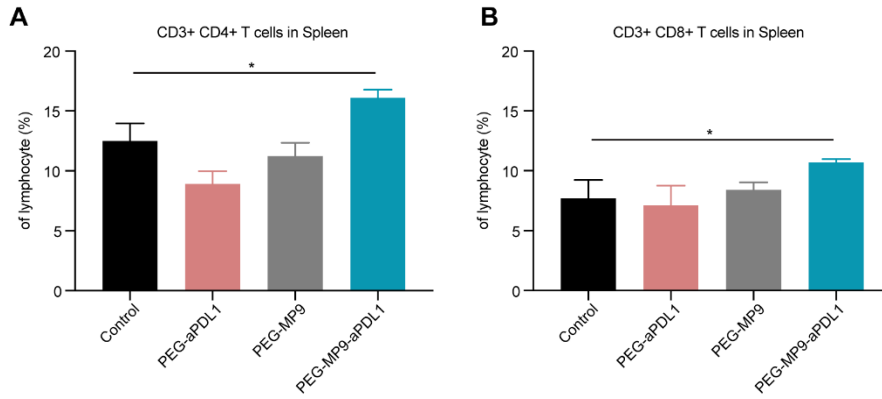 A
CD3+ CD4+ T cells in Spleen
of lymphocyte (%)
20
15
10
5
0
*
Control
PEG-aPDL1
PEG-MP9
PEG-MP9-aPDL1
B
CD3+ CD8+ T cells in Spleen
of lymphocyte (%)
20
15
10
5
0
*
Control
PEG-aPDL1
PEG-MP9
PEG-MP9-aPDL1